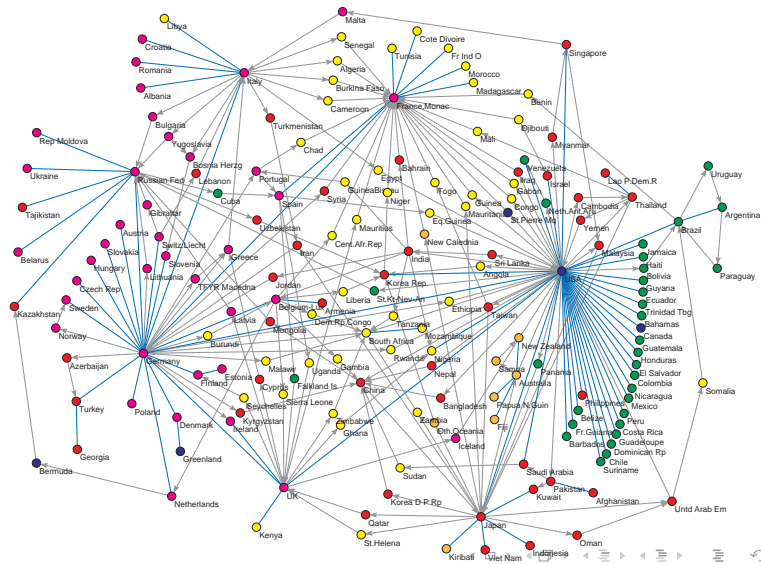 Malta
Libya
Cote Divoire
Senegal
Croatia
Fr Ind O
Tunisia
Singapore
Algeria
Romania
Morocco
Italy
Burkina Faso
Madagascar
Albania
France,Monac
Cameroon
Benin
Bulgaria
Turkmenistan
Djibouti
Rep Moldova
Yugoslavia
Mali
Myanmar
Chad
Bosnia Herzg
Bahrain
Venezuela
Ukraine
Russian Fed
Lebanon
Portugal
Egypt
Iraq
Israel
Lao P.Dem.R
Uruguay
GuineaBissau
Togo
Gabon
Cuba
Spain
Syria
Niger
Guinea
Congo
Neth.Ant.Aru
Cambodia
Thailand
Tajikistan
Gibraltar
Mauritania
St.Pierre Mq
Argentina
Eq.Guinea
Uzbekistan
Mauritius
Yemen
Brazil
Austria
Switz/Liecht
Cent.Afr.Rep
New Calednia
Slovakia
Belarus
Slovenia
Greece
Iran
India
Sri Lanka
Malaysia
Jamaica
Hungary
Lithuania
Angola
Haiti
Paraguay
Czech Rep
TFYR Macedna
Jordan
Korea Rep.
USA
Bolivia
St.Kt-Nev-An
Guyana
Sweden
Liberia
Ethiopia
Ecuador
Kazakhstan
Belgium-Lux
Armenia
Taiwan
Trinidad Tbg
Latvia
Dem.Rp.Congo
Bahamas
Norway
Mongolia
Tanzania
Mozambique
Canada
Burundi
South Africa
New Zealand
Guatemala
Germany
Rwanda
Nigeria
Honduras
Azerbaijan
Malawi
Uganda
Gambia
Nepal
Samoa
Panama
El Salvador
Estonia
Finland
Cyprus
Falkland Is
China
Australia
Colombia
Somalia
Seychelles
Sierra Leone
Philippines
Nicaragua
Turkey
Poland
Bangladesh
Papua N.Guin
Mexico
Kyrgyzstan
Zimbabwe
Zambia
Belize
Peru
Denmark
Ireland
Ghana
Oth.Oceania
Fiji
Fr.Guiana
Costa Rica
Iceland
Barbados
Guadeloupe
Georgia
Greenland
Dominican Rp
Chile
Bermuda
Sudan
Saudi Arabia
Suriname
Pakistan
Netherlands
UK
Korea D P Rp
Kuwait
Afghanistan
Untd Arab Em
Qatar
Japan
Kenya
St.Helena
Oman
Kiribati
Viet Nam
Indonesia